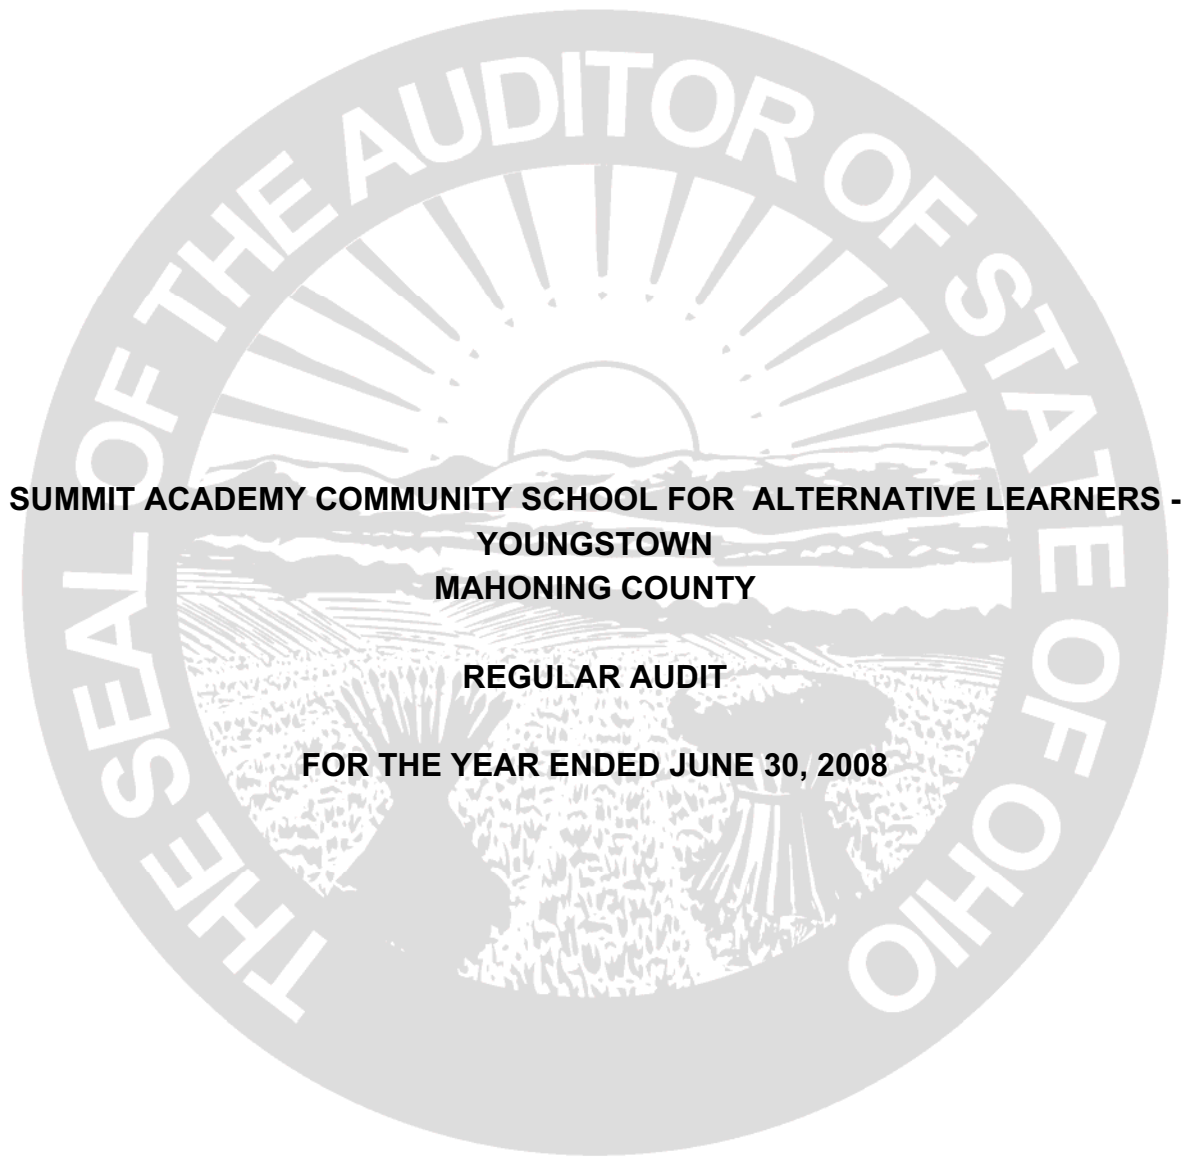 THE SEAL OF THE AUDITOR OF STATE OF OHIO
SUMMIT ACADEMY COMMUNITY SCHOOL FOR  ALTERNATIVE LEARNERS -
YOUNGSTOWN
MAHONING COUNTY
REGULAR AUDIT
FOR THE YEAR ENDED JUNE 30, 2008